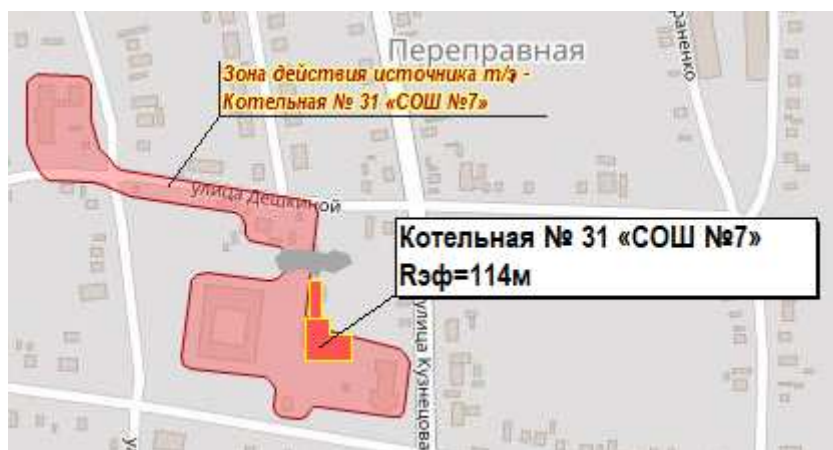 Переправная
Зона действия источника т/э -
Котельная № 31 «СОШ №7»
улица Дешкиной
Котельная № 31 «СОШ №7»
Rэф=114м
улица Кузнецова